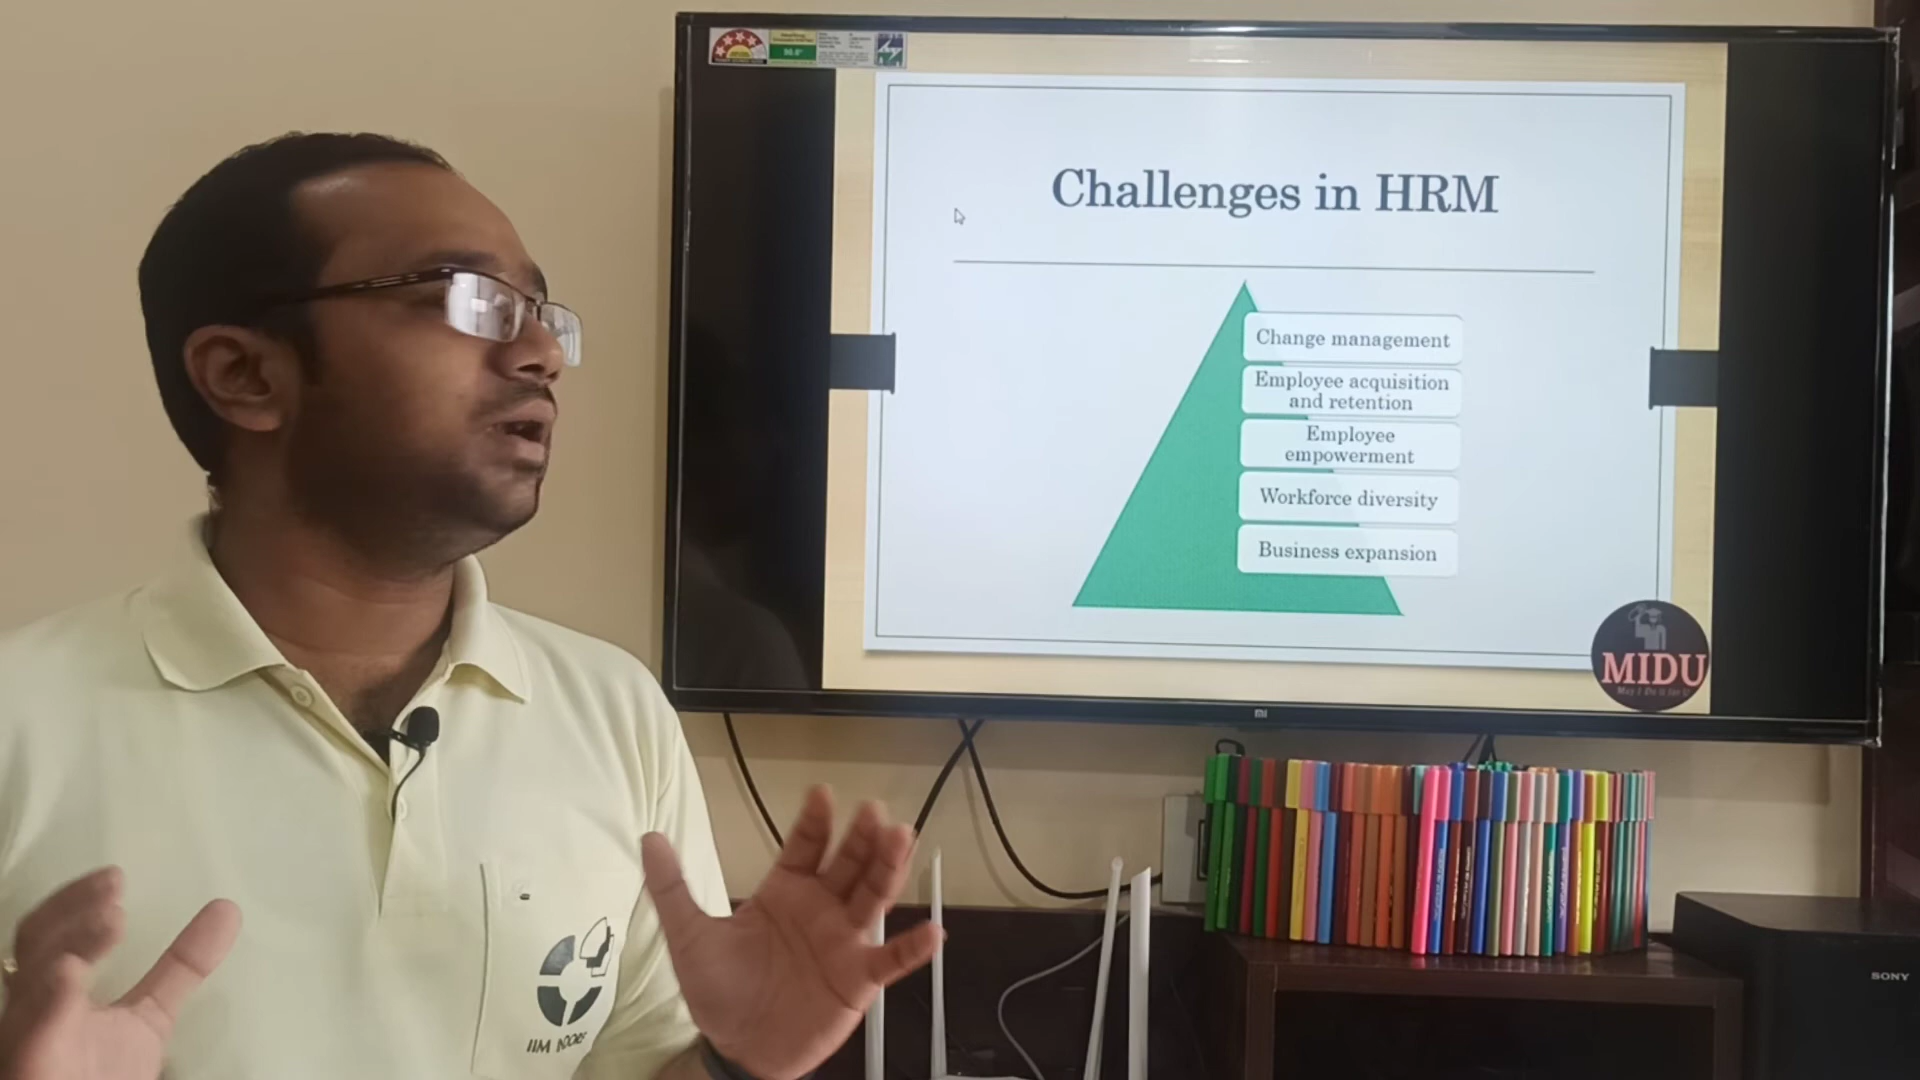 Challenges in HRM
Change management
Employee acquisition
and retention
Employee
empowerment
Workforce diversity
Business expansion
MIDU
May I Do it for U
mi
SONY
IIM